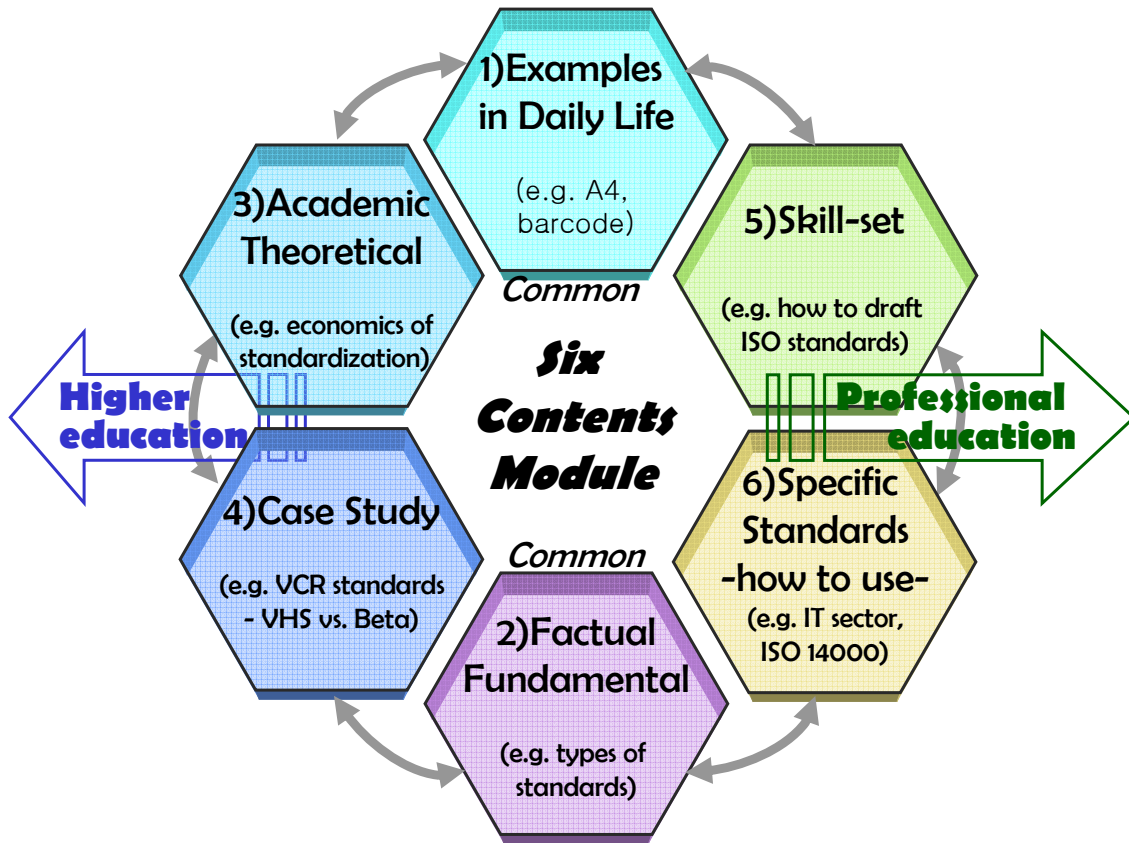 1)Examples
in Daily Life
(e.g. A4,
barcode)
3)Academic
Theoretical
(e.g. economics of
standardization)
5)Skill-set
(e.g. how to draft
ISO standards)
Common
Six
Contents
Module
Common
Higher
education
Professional
education
4)Case Study
(e.g. VCR standards
- VHS vs. Beta)
6)Specific
Standards
-how to use-
(e.g. IT sector,
ISO 14000)
2)Factual
Fundamental
(e.g. types of
standards)